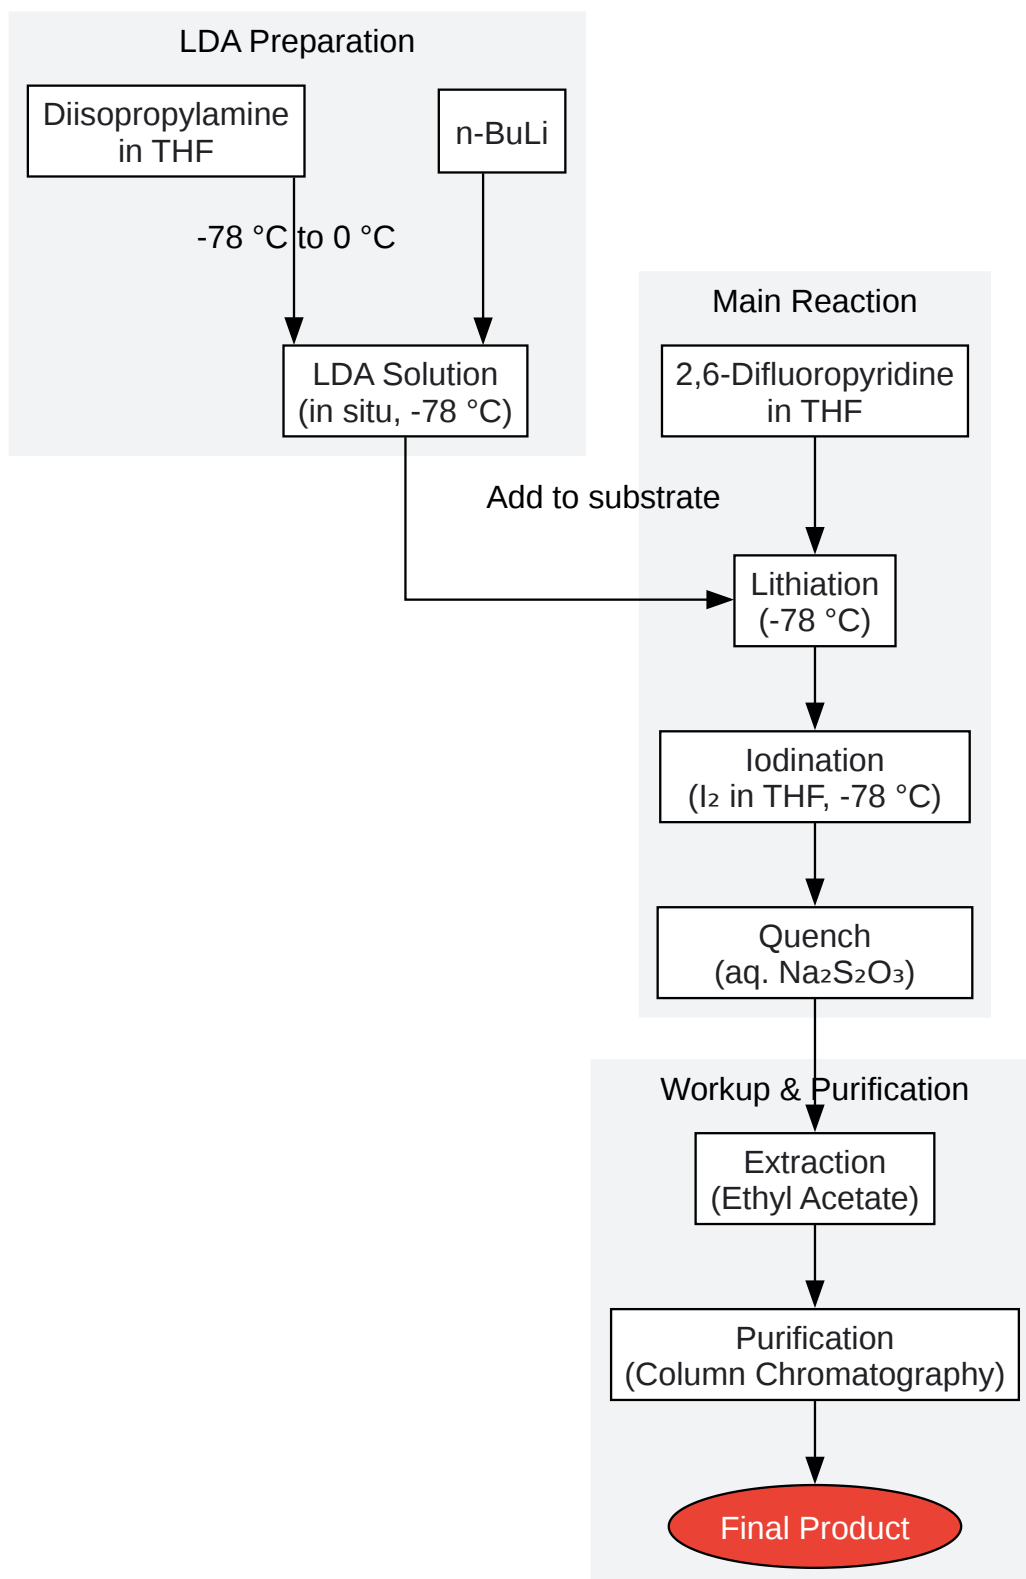 LDA Preparation
Diisopropylamine
in THF
n-BuLi
-78 °C to 0 °C
LDA Solution
(in situ, -78 °C)
Main Reaction
2,6-Difluoropyridine
in THF
Add to substrate
Lithiation
(-78 °C)
Iodination
(I₂ in THF, -78 °C)
Quench
(aq. Na₂S₂O₃)
Workup & Purification
Extraction
(Ethyl Acetate)
Purification
(Column Chromatography)
Final Product